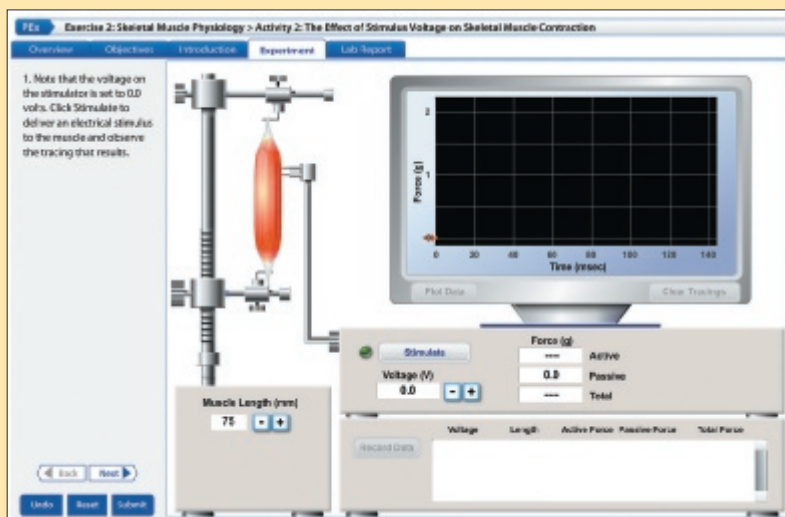 PEx Exercise 2: Skeletal Muscle Physiology > Activity 2: The Effect of Stimulus Voltage on Skeletal Muscle Contraction
Overview Objectives Introduction Experiment Lab Report
1. Note that the voltage on
the stimulator is set to 0.0
volts. Click Stimulate to
deliver an electrical stimulus
to the muscle and observe
the tracing that results.
2
1
Force (g)
0 20 40 60 80 100 120 140
Time (msec)
Plot Data Clear Tracings
Stimulate
Voltage (V)
0.0 - +
Force (g)
---- Active
0.0 Passive
---- Total
Muscle Length (mm)
75 - +
Record Data
Voltage Length Active Force Passive Force Total Force
Back Next
Undo Reset Submit